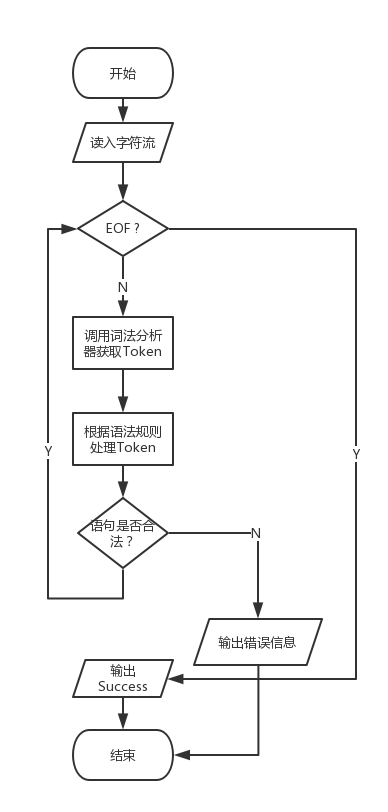 开始
读入字符流
EOF？
N
调用词法分析
器获取Token
根据语法规则
处理Token
Y
Y
语句是否合
法？
N
输出错误信息
输出
Success
结束